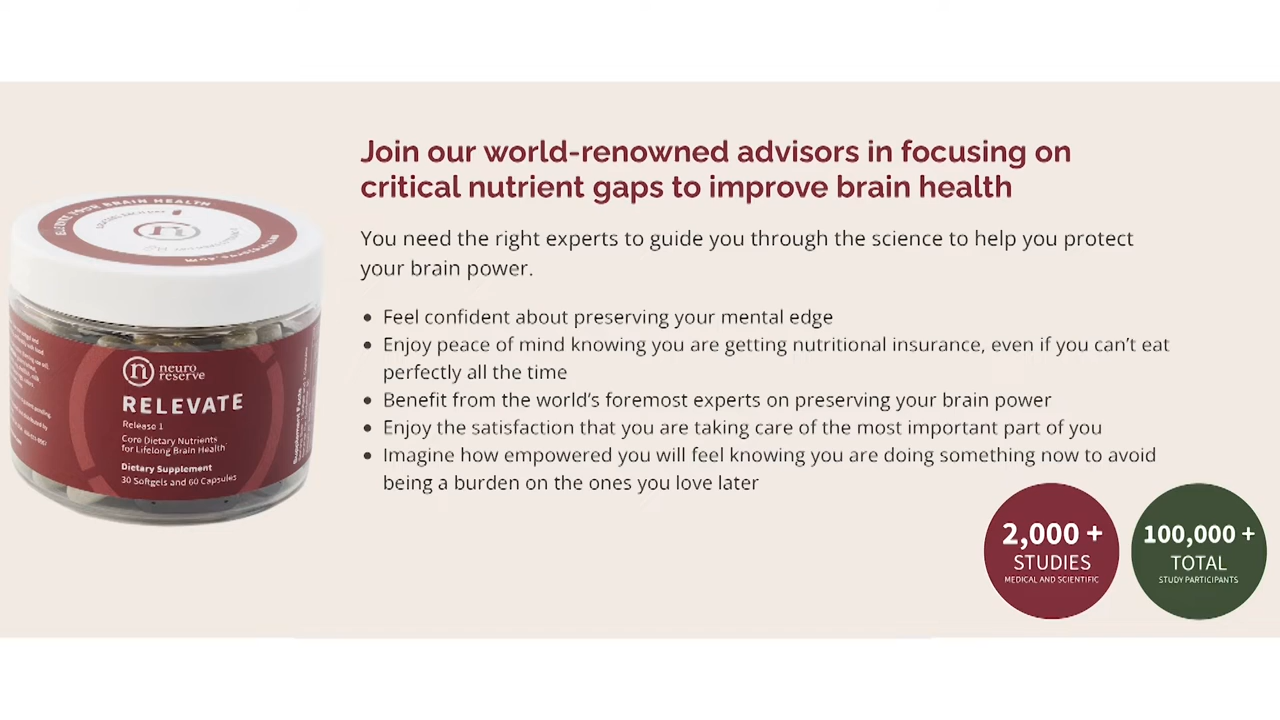 Join our world-renowned advisors in focusing on
critical nutrient gaps to improve brain health
You need the right experts to guide you through the science to help you protect
your brain power.
• Feel confident about preserving your mental edge
• Enjoy peace of mind knowing you are getting nutritional insurance, even if you can't eat
perfectly all the time
• Benefit from the world's foremost experts on preserving your brain power
• Enjoy the satisfaction that you are taking care of the most important part of you
• Imagine how empowered you will feel knowing you are doing something now to avoid
being a burden on the ones you love later
2,000 +
STUDIES
MEDICAL AND SCIENTIFIC
100,000 +
TOTAL
STUDY PARTICIPANTS
YOUR BRAIN HEALTH
n
neuro
reserve
RELEVATE
Release 1
Core Dietary Nutrients
for Lifelong Brain Health
Dietary Supplement
30 Softgels and 60 Capsules
Supplement Facts